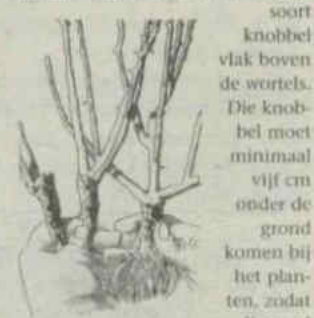 soort
knobbel
vlak boven
de wortels.
Die knob-
bel moet
minimaal
vijf cm
onder de
grond
komen bij
het plan-
ten, zodat